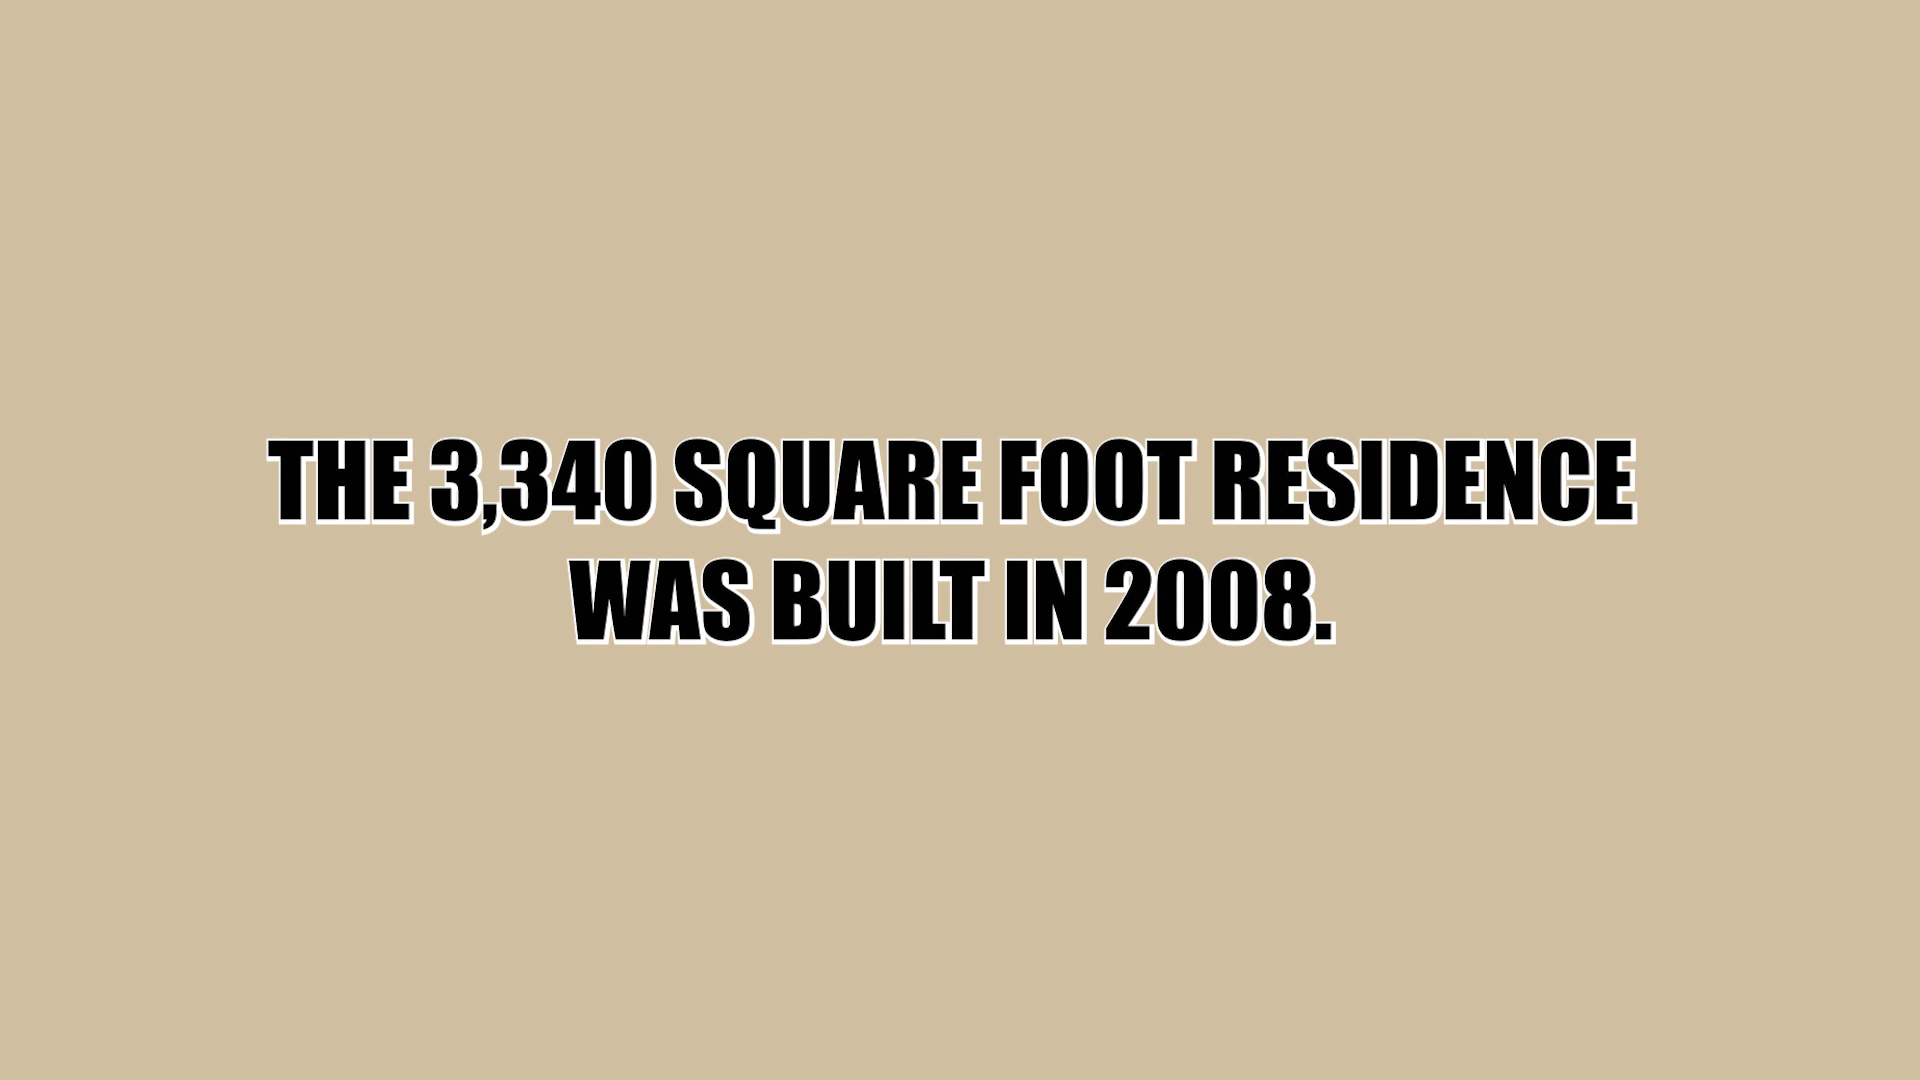 THE 3,340 SQUARE FOOT RESIDENCE
WAS BUILT IN 2008.